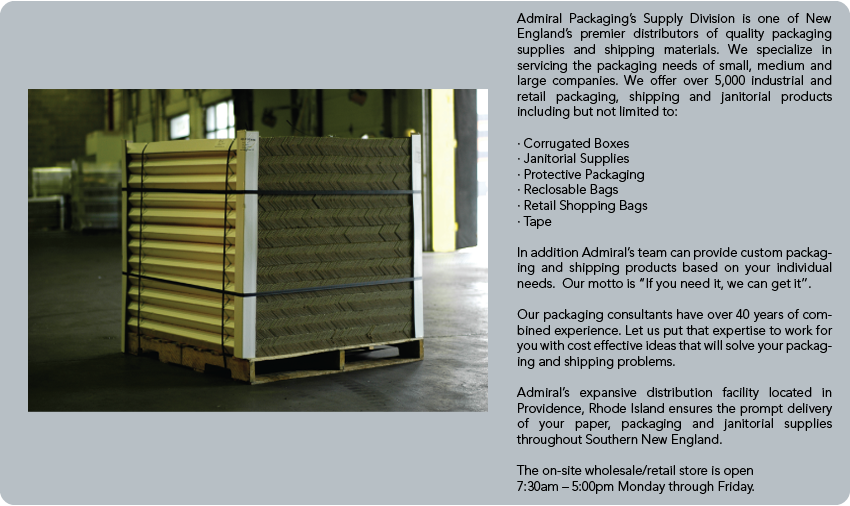 Admiral Packaging's Supply Division is one of New
England's premier distributors of quality packaging
supplies and shipping materials. We specialize in
servicing the packaging needs of small, medium and
large companies. We offer over 5,000 industrial and
retail packaging, shipping and janitorial products
including but not limited to:
· Corrugated Boxes
· Janitorial Supplies
· Protective Packaging
· Reclosable Bags
· Retail Shopping Bags
· Tape
In addition Admiral's team can provide custom packag-
ing and shipping products based on your individual
needs.  Our motto is "If you need it, we can get it".
Our packaging consultants have over 40 years of com-
bined experience. Let us put that expertise to work for
you with cost effective ideas that will solve your packag-
ing and shipping problems.
Admiral's expansive distribution facility located in
Providence, Rhode Island ensures the prompt delivery
of your paper, packaging and janitorial supplies
throughout Southern New England.
The on-site wholesale/retail store is open
7:30am – 5:00pm Monday through Friday.